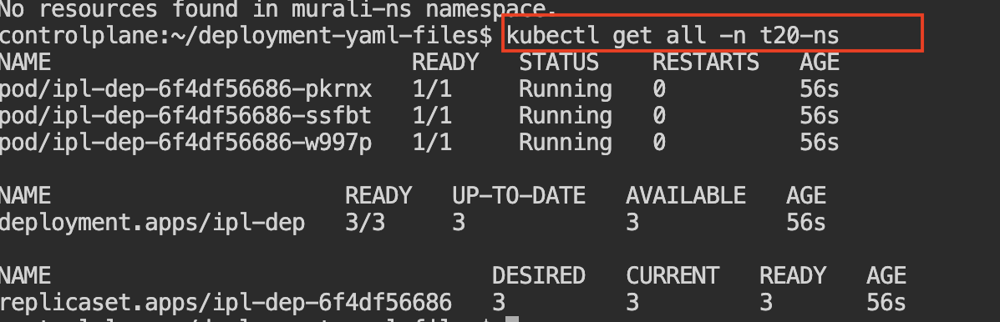 No resources found in murali-ns namespace.
controlplane:~/deployment-yaml-files$ kubectl get all -n t20-ns
NAME READY STATUS RESTARTS AGE
pod/ipl-dep-6f4df56686-pkrnx 1/1 Running 0 56s
pod/ipl-dep-6f4df56686-ssfbt 1/1 Running 0 56s
pod/ipl-dep-6f4df56686-w997p 1/1 Running 0 56s
NAME READY UP-TO-DATE AVAILABLE AGE
deployment.apps/ipl-dep 3/3 3 3 56s
NAME DESIRED CURRENT READY AGE
replicaset.apps/ipl-dep-6f4df56686 3 3 3 56s